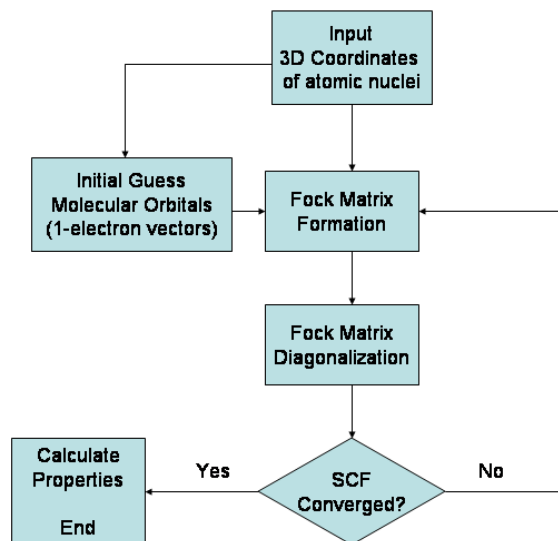 Input
3D Coordinates
of atomic nuclei
Initial Guess
Molecular Orbitals
(1-electron vectors)
Fock Matrix
Formation
Fock Matrix
Diagonalization
SCF
Converged?
Yes
No
Calculate
Properties
End